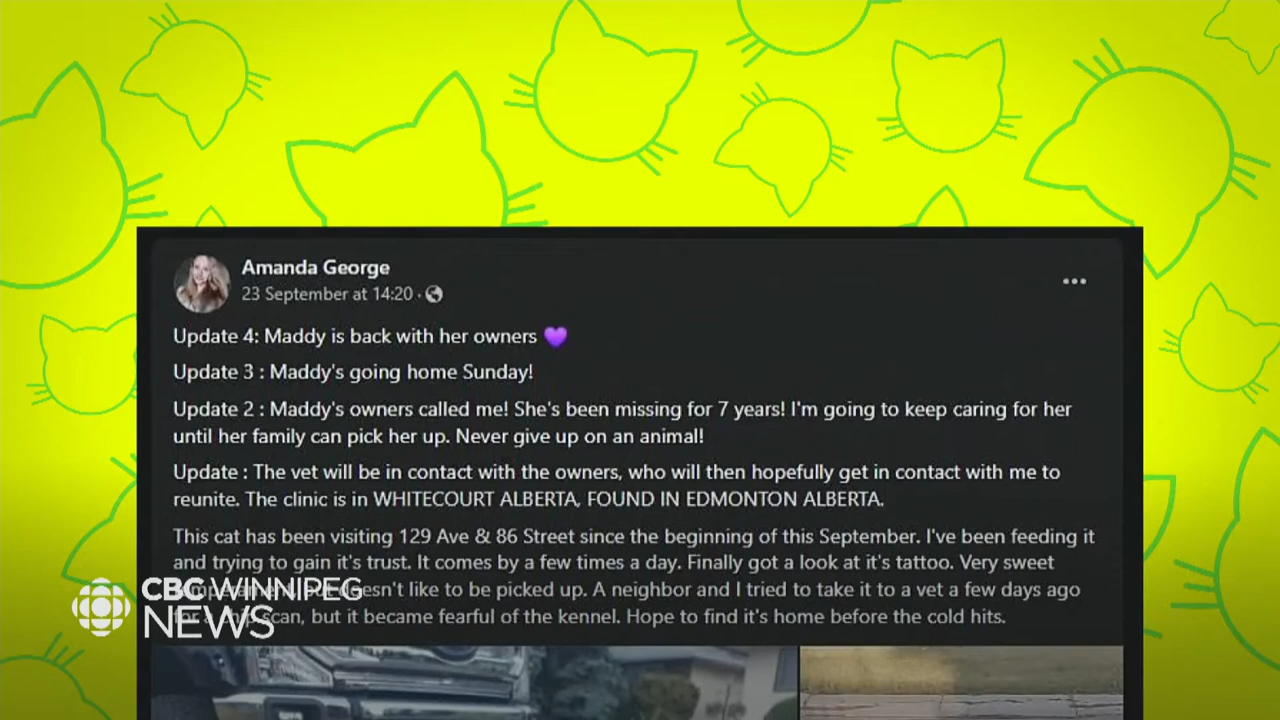 Amanda George
23 September at 14:20 ·
Update 4: Maddy is back with her owners 💜
Update 3 : Maddy's going home Sunday!
Update 2 : Maddy's owners called me! She's been missing for 7 years! I'm going to keep caring for her
until her family can pick her up. Never give up on an animal!
Update : The vet will be in contact with the owners, who will then hopefully get in contact with me to
reunite. The clinic is in WHITECOURT ALBERTA, FOUND IN EDMONTON ALBERTA.
This cat has been visiting 129 Ave & 86 Street since the beginning of this September. I've been feeding it
and trying to gain it's trust. It comes by a few times a day. Finally got a look at it's tattoo. Very sweet
doesn't like to be picked up. A neighbor and I tried to take it to a vet a few days ago
scan, but it became fearful of the kennel. Hope to find it's home before the cold hits.
CBC WINNIPEG
NEWS